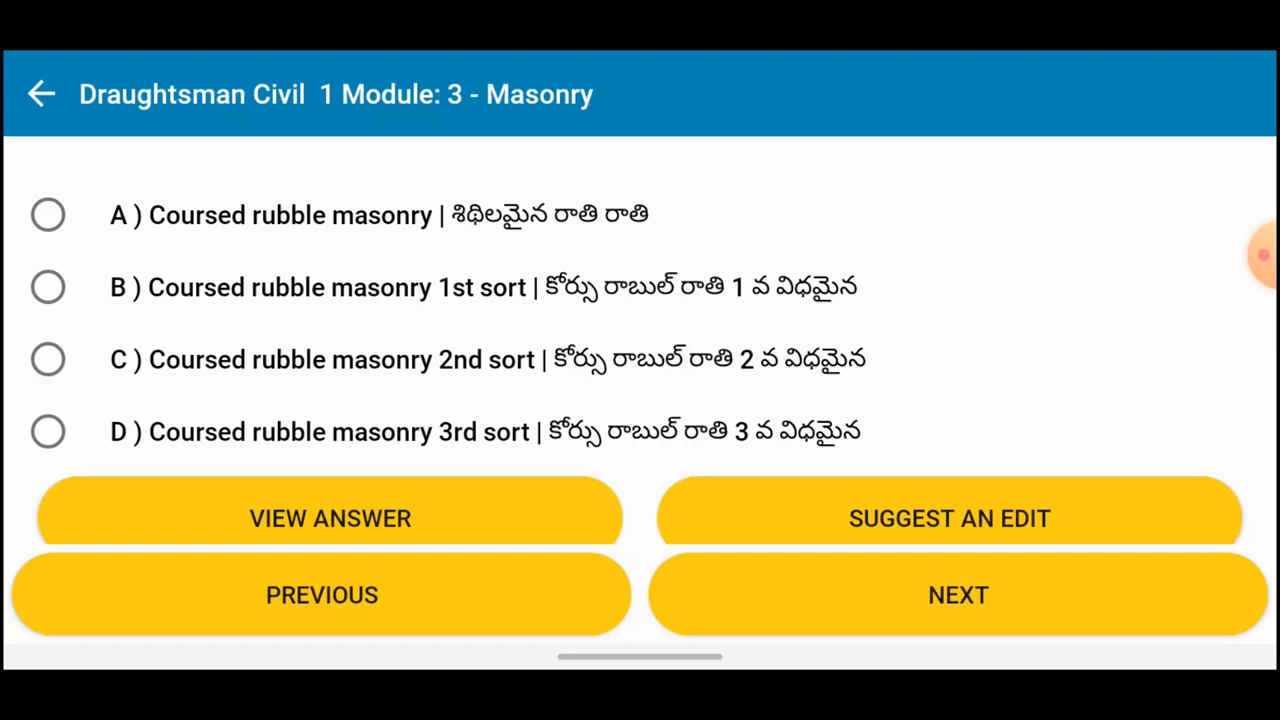 Draughtsman Civil 1 Module: 3 - Masonry
A ) Coursed rubble masonry | శిథిలమైన రాతి రాతి
B ) Coursed rubble masonry 1st sort | కోర్సు రాబుల్ రాతి 1 వ విధమైన
C ) Coursed rubble masonry 2nd sort | కోర్సు రాబుల్ రాతి 2 వ విధమైన
D ) Coursed rubble masonry 3rd sort | కోర్సు రాబుల్ రాతి 3 వ విధమైన
VIEW ANSWER
SUGGEST AN EDIT
PREVIOUS
NEXT